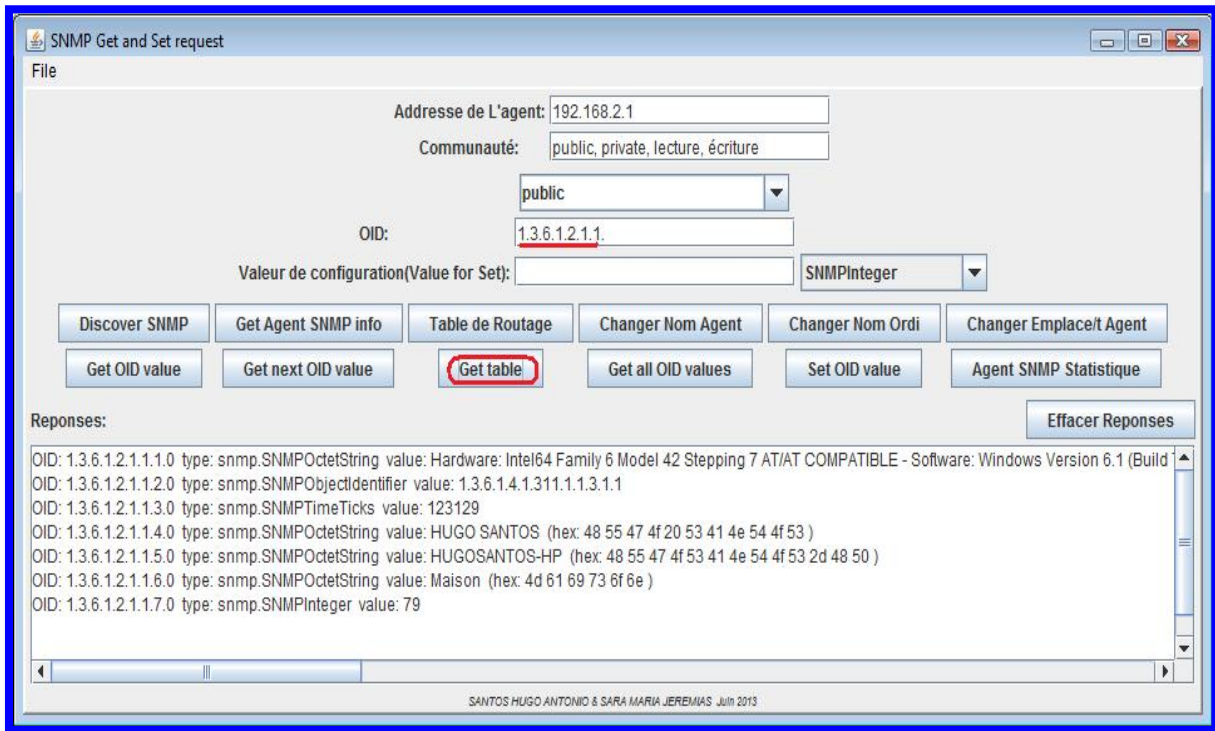 SNMP Get and Set request
File
Addresse de L'agent: 192.168.2.1
Communauté: public, private, lecture, écriture
public
OID: 1.3.6.1.2.1.1.
Valeur de configuration(Value for Set): SNMPInteger
Discover SNMP Get Agent SNMP info Table de Routage Changer Nom Agent Changer Nom Ordi Changer Emplace/t Agent
Get OID value Get next OID value Get table Get all OID values Set OID value Agent SNMP Statistique
Reponses: Effacer Reponses
OID: 1.3.6.1.2.1.1.1.0 type: snmp.SNMPOctetString value: Hardware: Intel64 Family 6 Model 42 Stepping 7 AT/AT COMPATIBLE - Software: Windows Version 6.1 (Build
OID: 1.3.6.1.2.1.1.2.0 type: snmp.SNMPObjectIdentifier value: 1.3.6.1.4.1.311.1.1.3.1.1
OID: 1.3.6.1.2.1.1.3.0 type: snmp.SNMPTimeTicks value: 123129
OID: 1.3.6.1.2.1.1.4.0 type: snmp.SNMPOctetString value: HUGO SANTOS (hex: 48 55 47 4f 20 53 41 4e 54 4f 53 )
OID: 1.3.6.1.2.1.1.5.0 type: snmp.SNMPOctetString value: HUGOSANTOS-HP (hex: 48 55 47 4f 53 41 4e 54 4f 53 2d 48 50 )
OID: 1.3.6.1.2.1.1.6.0 type: snmp.SNMPOctetString value: Maison (hex: 4d 61 69 73 6f 6e )
OID: 1.3.6.1.2.1.1.7.0 type: snmp.SNMPInteger value: 79
SANTOS HUGO ANTONIO & SARA MARIA JEREMIAS Juin 2013